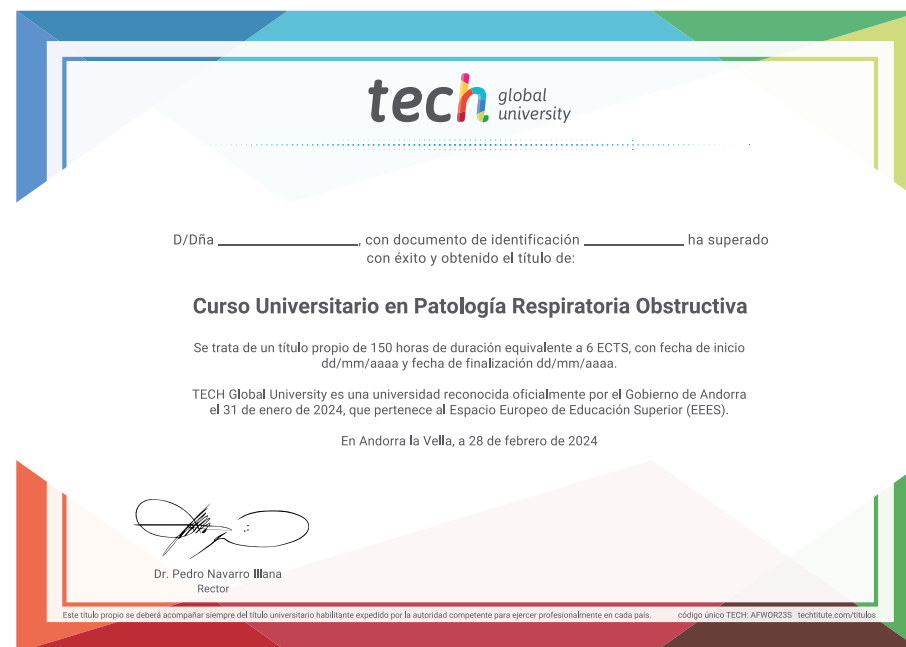 tech global university
D/Dña ____________________, con documento de identificación ______________ ha superado
con éxito y obtenido el título de:
Curso Universitario en Patología Respiratoria Obstructiva
Se trata de un título propio de 150 horas de duración equivalente a 6 ECTS, con fecha de inicio
dd/mm/aaaa y fecha de finalización dd/mm/aaaa.
TECH Global University es una universidad reconocida oficialmente por el Gobierno de Andorra
el 31 de enero de 2024, que pertenece al Espacio Europeo de Educación Superior (EEES).
En Andorra la Vella, a 28 de febrero de 2024
Dr. Pedro Navarro Illana
Rector
Este título propio se deberá acompañar siempre del título universitario habilitante expedido por la autoridad competente para ejercer profesionalmente en cada país. código único TECH: AFWOR23S techtitute.com/titulos